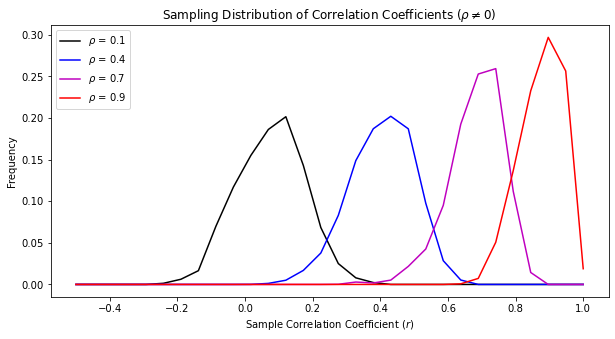 Sampling Distribution of Correlation Coefficients (ρ≠0)
ρ = 0.1
ρ = 0.4
ρ = 0.7
ρ = 0.9
Frequency
0.30
0.25
0.20
0.15
0.10
0.05
0.00
−0.4 −0.2 0.0 0.2 0.4 0.6 0.8 1.0
Sample Correlation Coefficient (r)